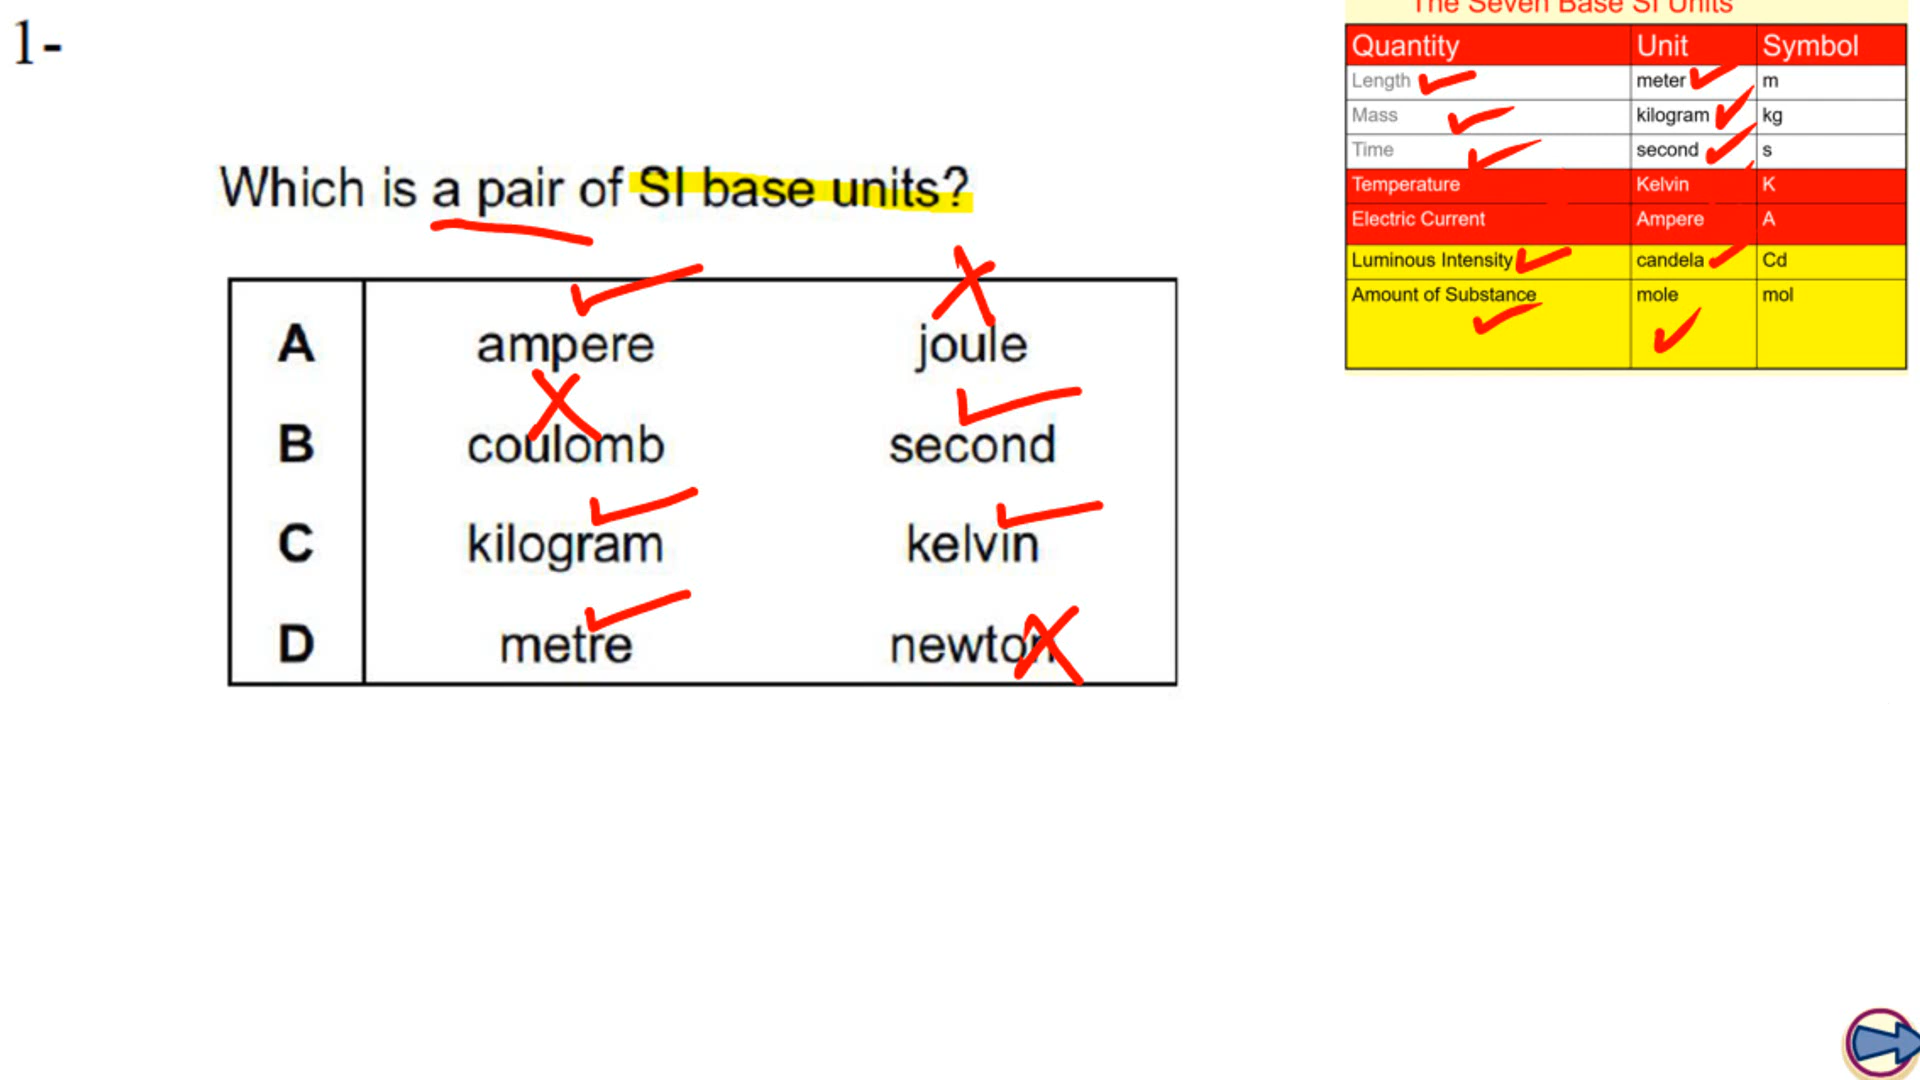 1-
The Seven Base SI Units
Quantity Unit Symbol
Length meter m
Mass kilogram kg
Time second s
Temperature Kelvin K
Electric Current Ampere A
Luminous Intensity candela Cd
Amount of Substance mole mol
Which is a pair of SI base units?
A ampere joule
B coulomb second
C kilogram kelvin
D metre newton